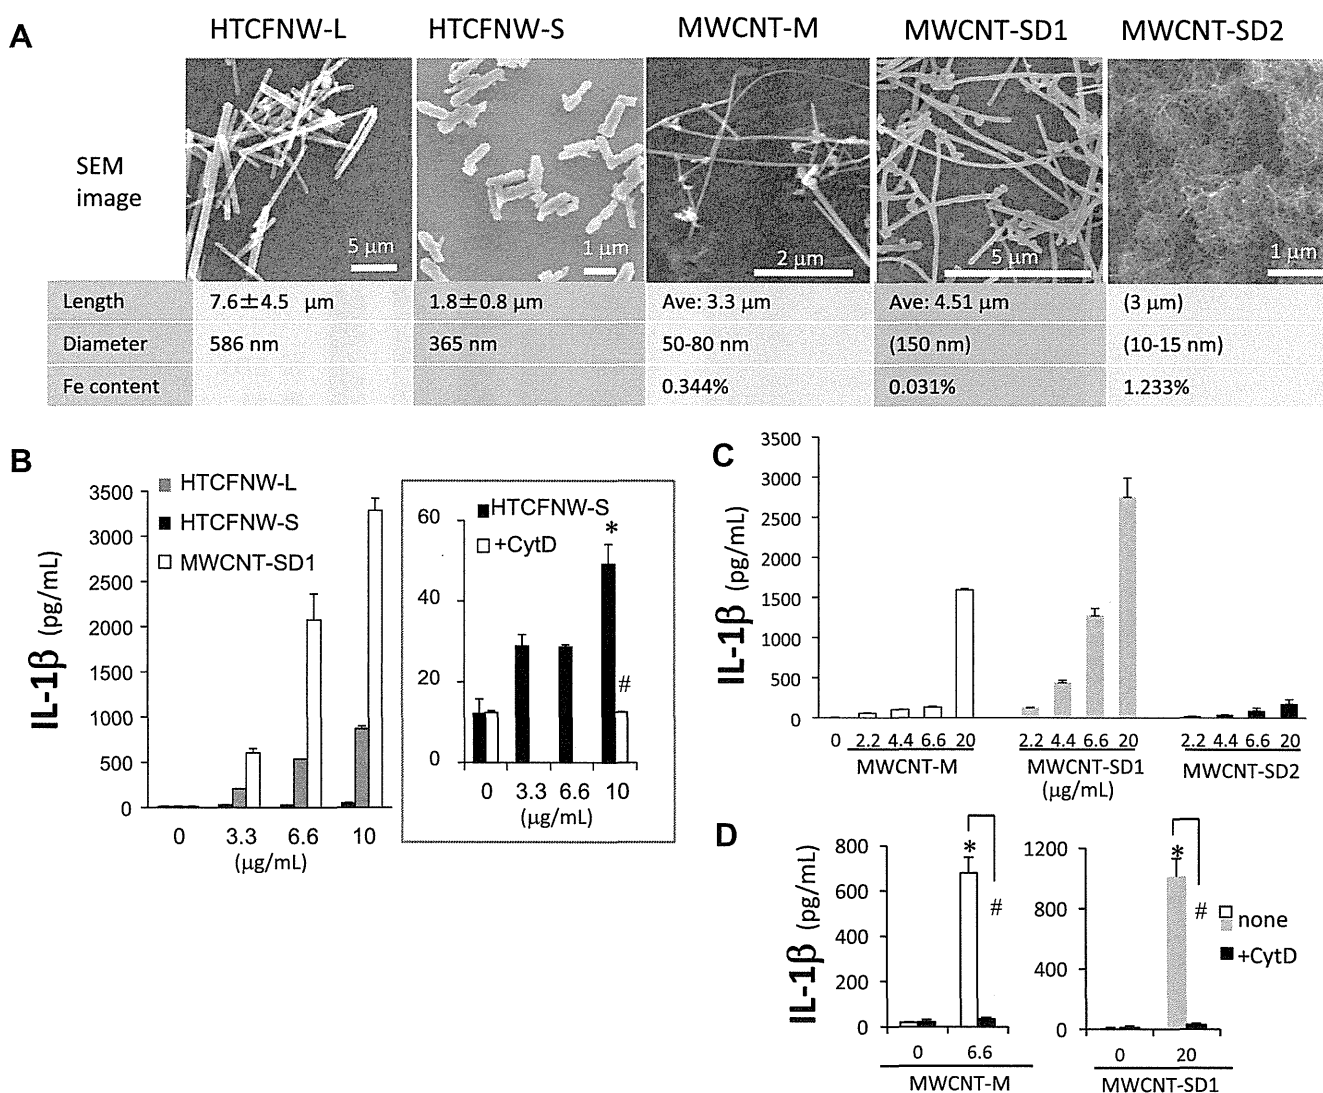 A
HTCFNW-L HTCFNW-S MWCNT-M MWCNT-SD1 MWCNT-SD2
SEM
image
5 μm 1 μm 2 μm 5 μm 1 μm
Length 7.6±4.5 μm 1.8±0.8 μm Ave: 3.3 μm Ave: 4.51 μm (3 μm)
Diameter 586 nm 365 nm 50-80 nm (150 nm) (10-15 nm)
Fe content 0.344% 0.031% 1.233%
B
IL-1β (pg/mL)
HTCFNW-L
HTCFNW-S
MWCNT-SD1
3500
3000
2500
2000
1500
1000
500
0
0 3.3 6.6 10
(μg/mL)
HTCFNW-S
+CytD
60
40
20
0
*
#
0 3.3 6.6 10
(μg/mL)
C
IL-1β (pg/mL)
3500
3000
2500
2000
1500
1000
500
0
0 2.2 4.4 6.6 20 2.2 4.4 6.6 20 2.2 4.4 6.6 20
MWCNT-M MWCNT-SD1 MWCNT-SD2
(μg/mL)
D
IL-1β (pg/mL)
800
600
400
200
0
*
#
0 6.6
MWCNT-M
1200
800
400
0
*
#
0 20
MWCNT-SD1
none
+CytD